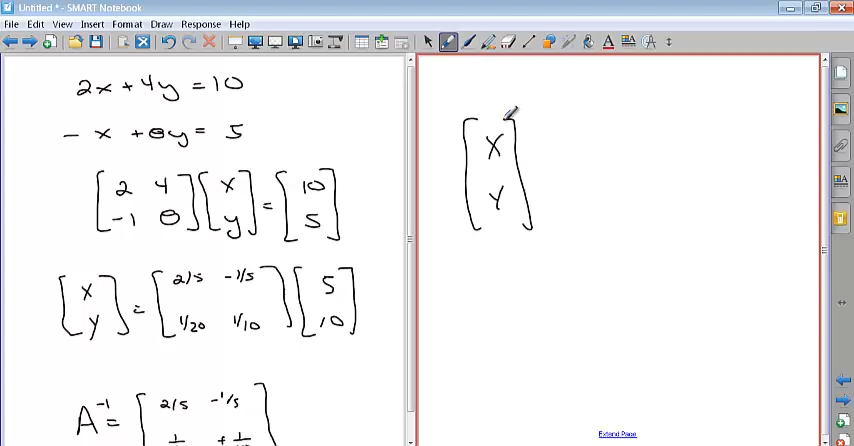 Untitled * - SMART Notebook
File Edit View Insert Format Draw Response Help
2x + 4y = 10
- x + 0y = 5
[2 4] [x] = [10]
[-1 0] [y] [5]
[x] = [2/5 -1/5] [5]
[y] [1/20 1/10] [10]
A⁻¹ = [2/5 -1/5]
[X]
[Y]
Extend Page